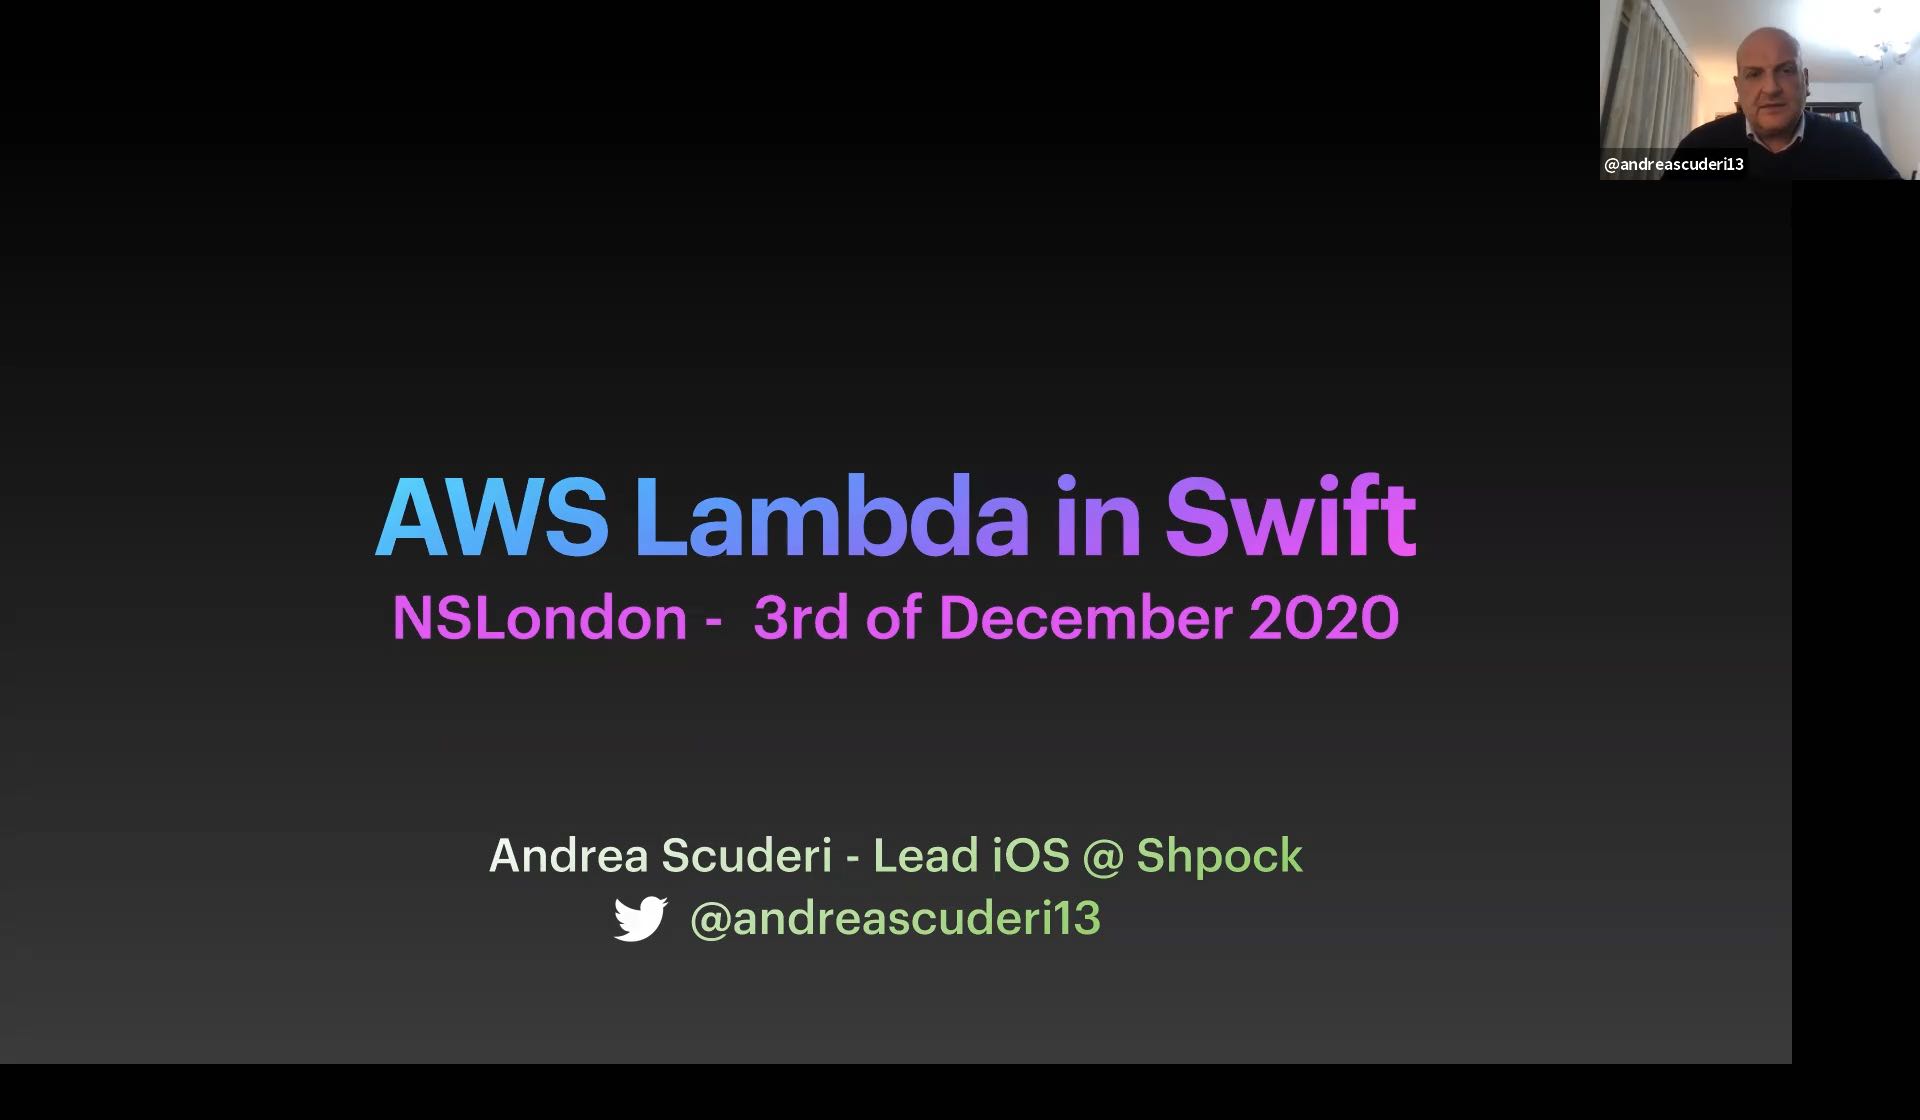 @andreascuderi13
AWS Lambda in Swift
NSLondon - 3rd of December 2020
Andrea Scuderi - Lead iOS @ Shpock
@andreascuderi13